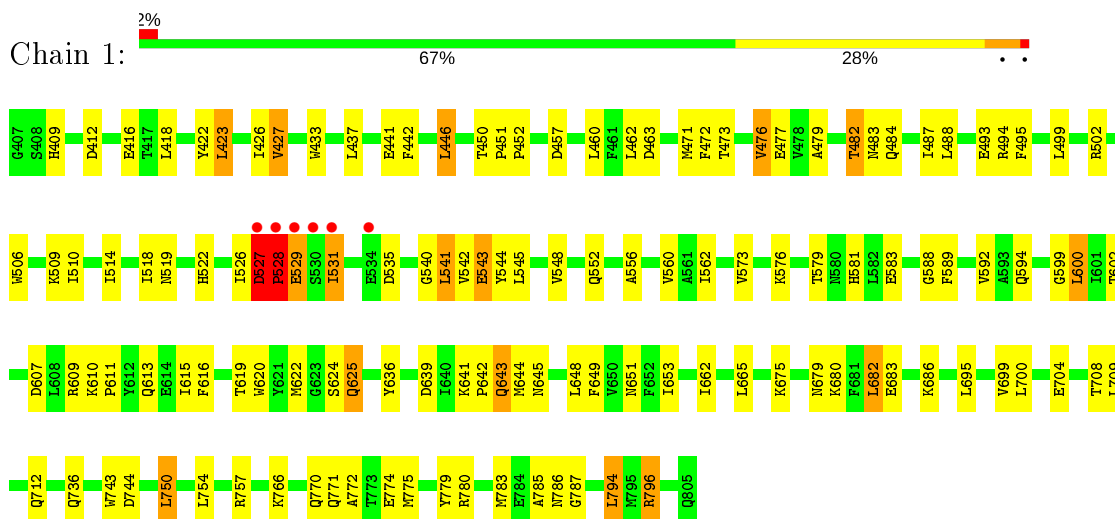 2%
Chain 1:
67% 28% • •
G407 S408 H409 D412 E416 T417 L418 Y422 L423 I426 V427 W433 L437 E441 F442 L446 T450 P451 P452 D457 L460 F461 L462 D463 M471 F472 T473 V476 E477 V478 A479 T482 N483 Q484 I487 L488 E493 R494 F495 L499 R502
W506 K509 I510 I514 I518 N519 H522 I526 D527 P528 E529 S530 I531 E534 D535 G540 L541 V542 E543 Y544 L545 V548 Q552 A556 V560 A561 I562 V573 K576 T579 N580 H581 L582 E583 G588 F589 V592 A593 Q594 G599 L600 I601
D607 L608 R609 K610 P611 Y612 Q613 E614 I615 F616 T619 W620 Y621 M622 G623 S624 Q625 Y636 D639 I640 K641 P642 Q643 M644 N645 L648 F649 V650 N651 F652 I653 I662 L665 K675 N679 K680 F681 L682 E683 K686 L695 V699 L700 E704 T708
Q712 Q736 W743 D744 L750 L754 R757 K766 Q770 Q771 A772 T773 E774 M775 Y779 R780 M783 E784 A785 N786 G787 L794 M795 R796 Q805